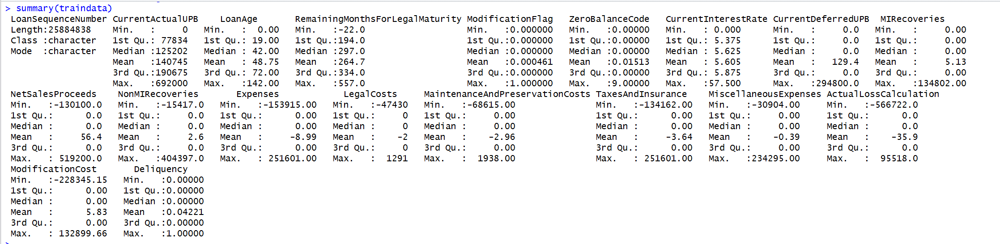 > summary(traindata)
LoanSequenceNumber CurrentActualUPB    LoanAge       RemainingMonthsForLegalMaturity ModificationFlag   ZeroBalanceCode   CurrentInterestRate CurrentDeferredUPB  MIRecoveries
Length:25884838    Min.   :     0   Min.   :  0.00   Min.   :-22.0                   Min.   :0.000000   Min.   :0.00000   Min.   : 0.000      Min.   :     0.0   Min.   :     0.00
Class :character   1st Qu.: 77834   1st Qu.: 19.00   1st Qu.:194.0                   1st Qu.:0.000000   1st Qu.:0.00000   1st Qu.: 5.375      1st Qu.:     0.0   1st Qu.:     0.00
Mode  :character   Median :125202   Median : 42.00   Median :297.0                   Median :0.000000   Median :0.00000   Median : 5.625      Median :     0.0   Median :     0.00
Mean   :140745   Mean   : 48.75   Mean   :264.7                   Mean   :0.000461   Mean   :0.01513   Mean   : 5.605      Mean   :   129.4   Mean   :     5.13
3rd Qu.:190675   3rd Qu.: 72.00   3rd Qu.:334.0                   3rd Qu.:0.000000   3rd Qu.:0.00000   3rd Qu.: 5.875      3rd Qu.:     0.0   3rd Qu.:     0.00
Max.   :692000   Max.   :142.00   Max.   :557.0                   Max.   :1.000000   Max.   :9.00000   Max.   :57.500      Max.   :294800.0   Max.   :134802.00
NetSalesProceeds    NonMIRecoveries       Expenses            LegalCosts     MaintenanceAndPreservationCosts TaxesAndInsurance    MiscellaneousExpenses ActualLossCalculation
Min.   :-130100.0   Min.   :-15417.0   Min.   :-153915.00   Min.   :-47430   Min.   :-68615.00               Min.   :-134162.00   Min.   :-30904.00     Min.   :-566722.0
1st Qu.:      0.0   1st Qu.:     0.0   1st Qu.:      0.00   1st Qu.:     0   1st Qu.:     0.00               1st Qu.:      0.00   1st Qu.:     0.00     1st Qu.:      0.0
Median :      0.0   Median :     0.0   Median :      0.00   Median :     0   Median :     0.00               Median :      0.00   Median :     0.00     Median :      0.0
Mean   :     56.4   Mean   :     2.6   Mean   :     -8.99   Mean   :    -2   Mean   :    -2.96               Mean   :     -3.64   Mean   :    -0.39     Mean   :    -35.9
3rd Qu.:      0.0   3rd Qu.:     0.0   3rd Qu.:      0.00   3rd Qu.:     0   3rd Qu.:     0.00               3rd Qu.:      0.00   3rd Qu.:     0.00     3rd Qu.:      0.0
Max.   : 519200.0   Max.   :404397.0   Max.   : 251601.00   Max.   :  1291   Max.   :  1938.00               Max.   : 251601.00   Max.   :234295.00     Max.   :  95518.0
ModificationCost       Deliquency
Min.   :-228345.15   Min.   :0.00000
1st Qu.:      0.00   1st Qu.:0.00000
Median :      0.00   Median :0.00000
Mean   :      5.83   Mean   :0.04221
3rd Qu.:      0.00   3rd Qu.:0.00000
Max.   : 132899.66   Max.   :1.00000
>